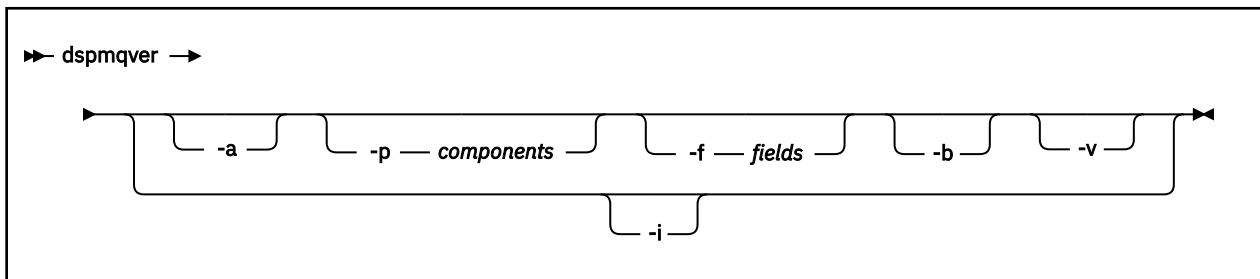 dspmqver
-a -p components -f fields -b -v
-i